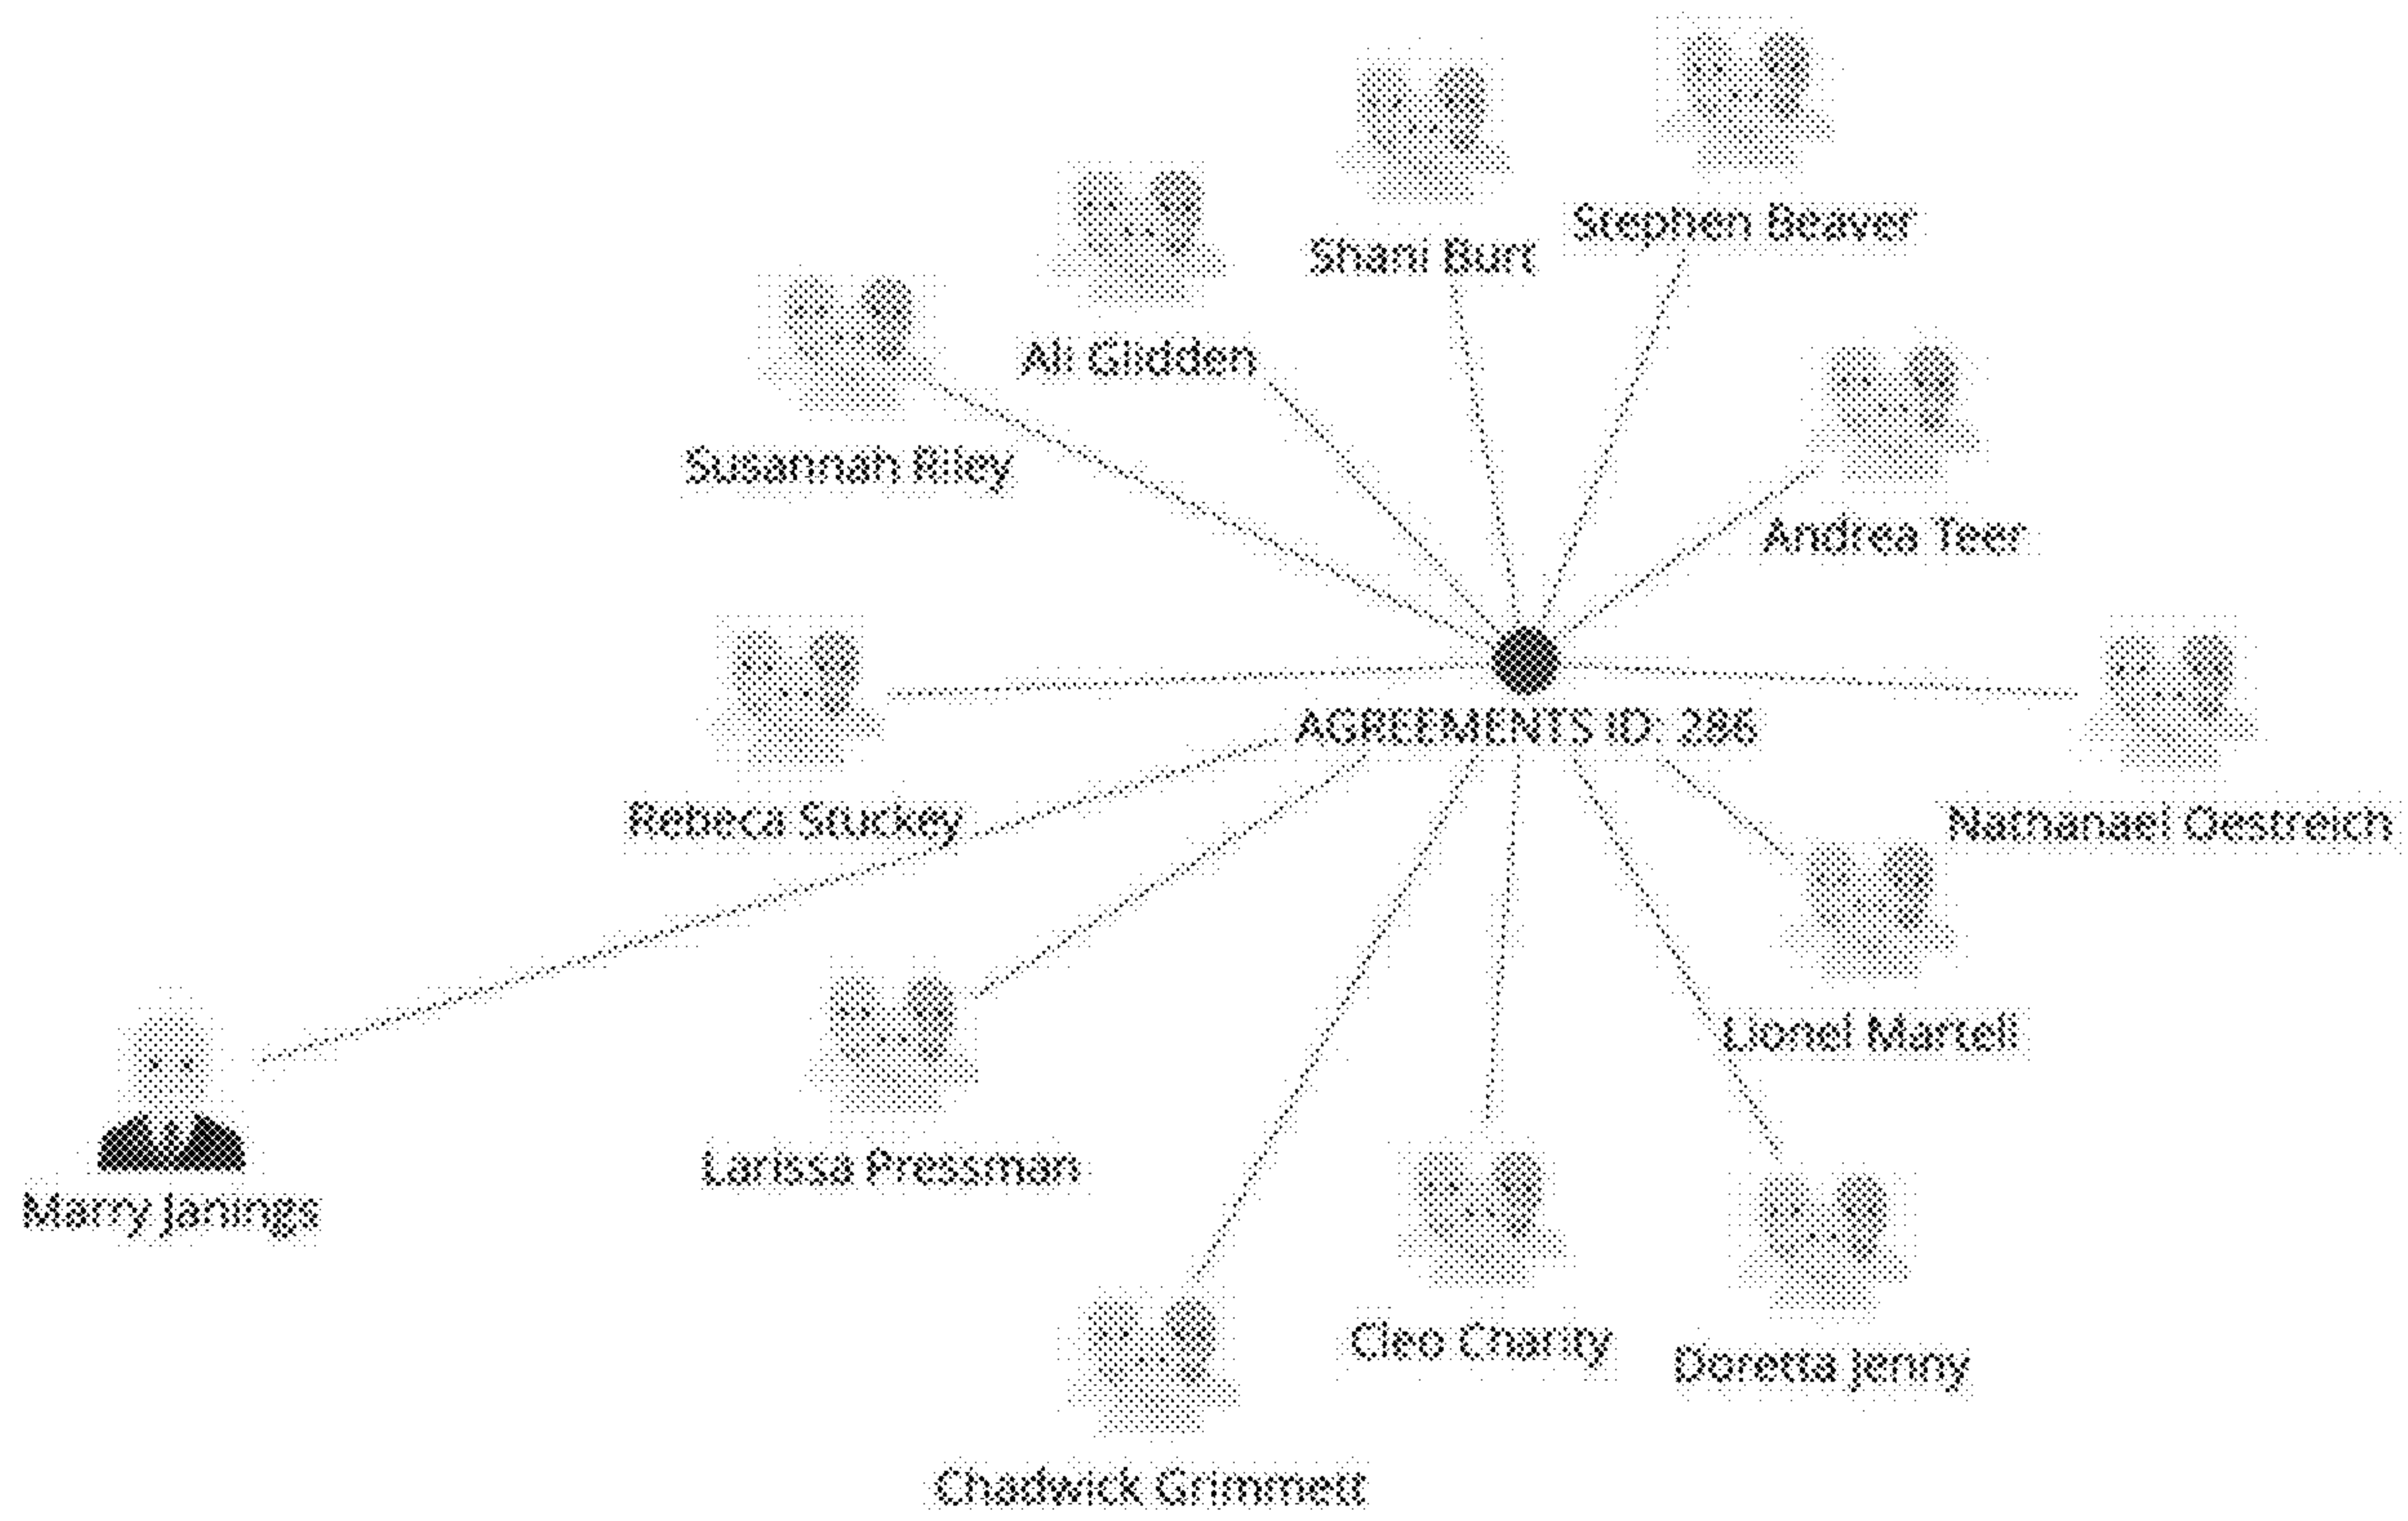 Stephen Beaver
Shani Burt
Ali Glidden
Susannah Riley
Andrea Teer
AGREEMENTS ID: 286
Rebeca Stuckey
Nathanael Oestreich
Lionel Martell
Larissa Pressman
Marry Janings
Cleo Charity
Doretta Jenny
Chadwick Grimmett